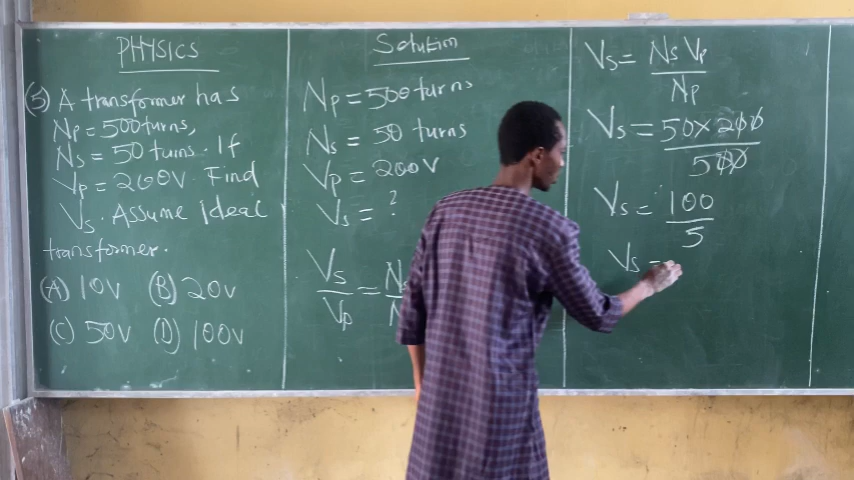 PHYSICS
(5) A transformer has
Np = 500turns,
Ns = 50 turns. If
Vp = 200V. Find
Vs. Assume Ideal
transformer.
(A) 10V (B) 20V
(C) 50V (D) 100V
Solution
Np = 500 turns
Ns = 50 turns
Vp = 200V
Vs = ?
Vs/Vp = Ns/N
Vs = Ns Vp/Np
Vs = 50 x 200/500
Vs = 100/5
Vs =